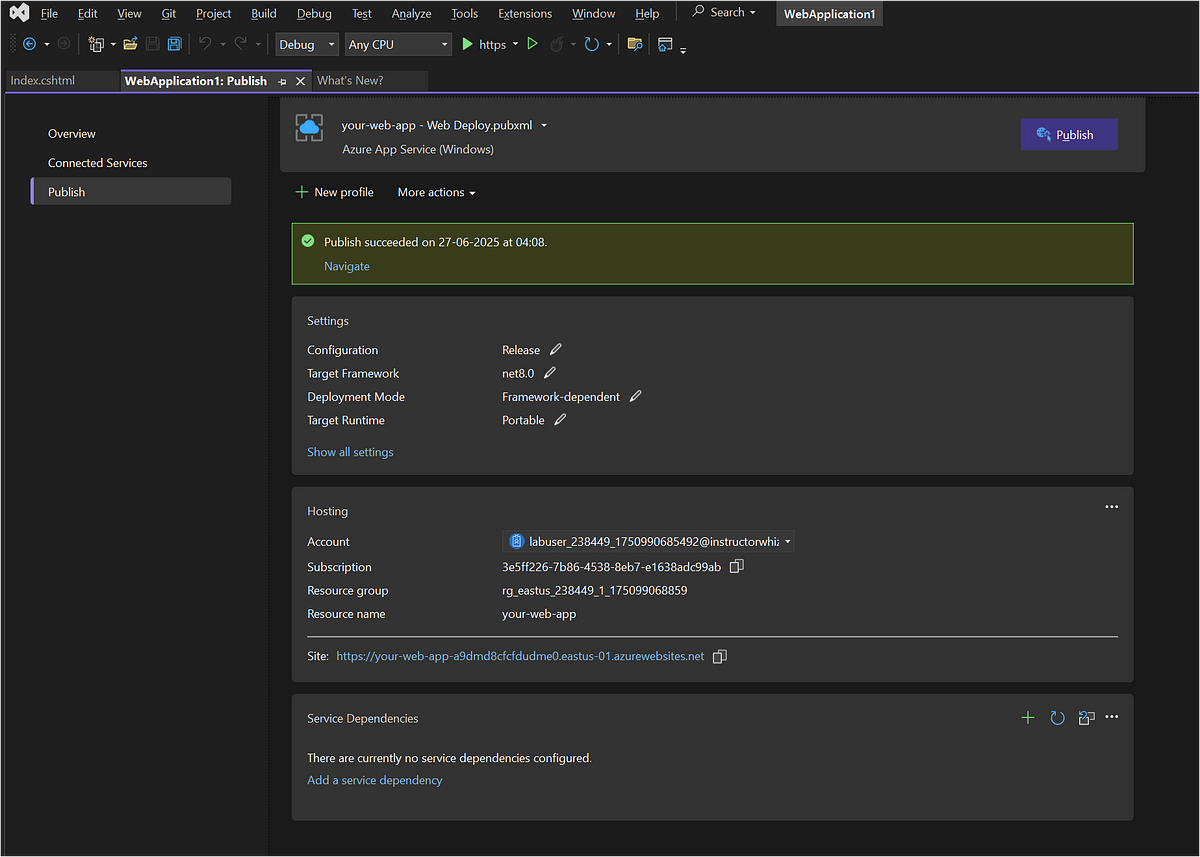 File Edit View Git Project Build Debug Test Analyze Tools Extensions Window Help Search WebApplication1
Debug Any CPU https
Index.cshtml WebApplication1: Publish What's New?
Overview
Connected Services
Publish
your-web-app - Web Deploy.pubxml
Azure App Service (Windows)
Publish
New profile More actions
Publish succeeded on 27-06-2025 at 04:08.
Navigate
Settings
Configuration Release
Target Framework net8.0
Deployment Mode Framework-dependent
Target Runtime Portable
Show all settings
Hosting
Account labuser_238449_1750990685492@instructorwhiz
Subscription 3e5ff226-7b86-4538-8eb7-e1638adc99ab
Resource group rg_eastus_238449_1_175099068859
Resource name your-web-app
Site: https://your-web-app-a9dmd8cfcfdudme0.eastus-01.azurewebsites.net
Service Dependencies
There are currently no service dependencies configured.
Add a service dependency